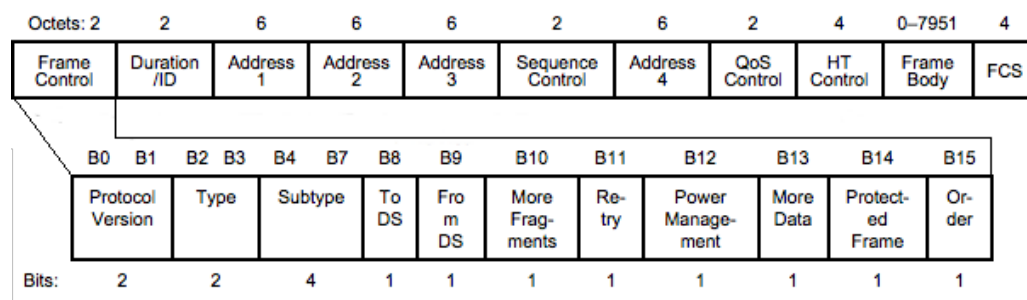 Octets: 2 2 6 6 6 2 6 2 4 0–7951 4
Frame Duration Address Address Address Sequence Address QoS HT Frame FCS
Control /ID 1 2 3 Control 4 Control Control Body
B0 B1 B2 B3 B4 B7 B8 B9 B10 B11 B12 B13 B14 B15
Protocol Type Subtype To Fro More Re- Power More Protect- Or-
Version DS m Frag- try Manage- Data ed der
DS ments ment Frame
Bits: 2 2 4 1 1 1 1 1 1 1 1